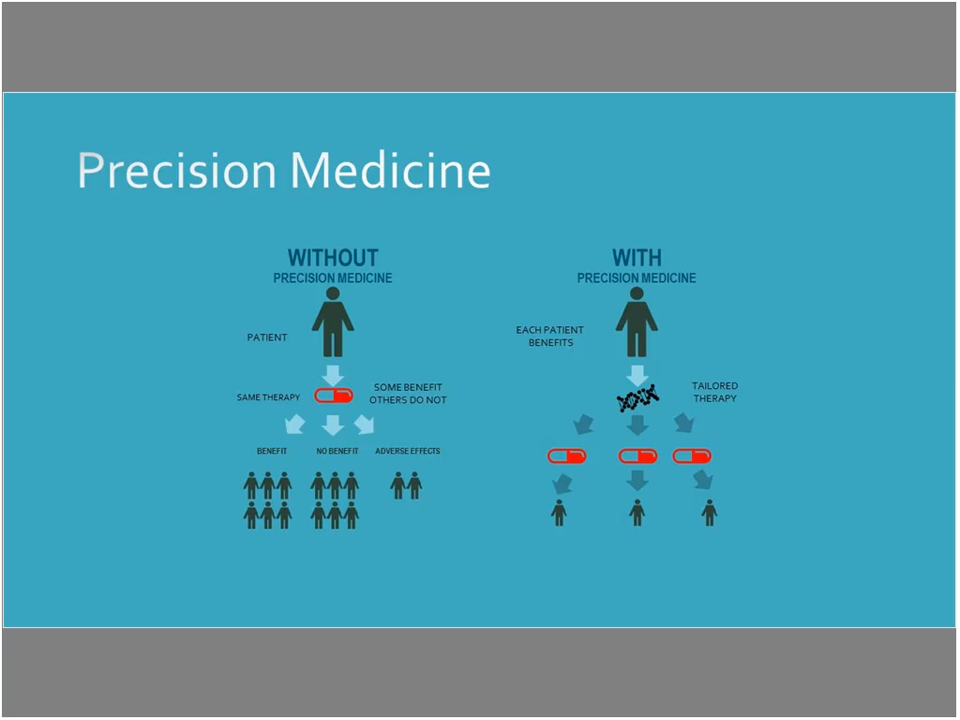 Precision Medicine
WITHOUT
PRECISION MEDICINE
PATIENT
SAME THERAPY
SOME BENEFIT
OTHERS DO NOT
BENEFIT
NO BENEFIT
ADVERSE EFFECTS
WITH
PRECISION MEDICINE
EACH PATIENT
BENEFITS
TAILORED
THERAPY